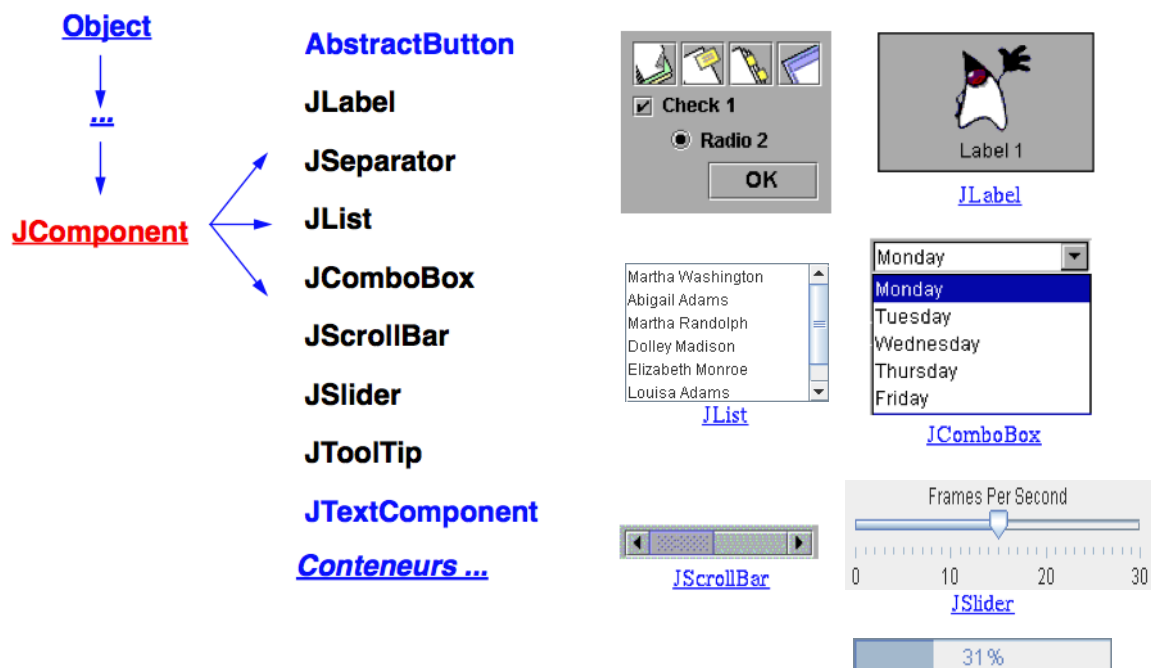 Object
...
JComponent
AbstractButton
JLabel
JSeparator
JList
JComboBox
JScrollBar
JSlider
JToolTip
JTextComponent
Conteneurs ...
Check 1
Radio 2
OK
Label 1
JLabel
Martha Washington
Abigail Adams
Martha Randolph
Dolley Madison
Elizabeth Monroe
Louisa Adams
JList
Monday
Monday
Tuesday
Wednesday
Thursday
Friday
JComboBox
JScrollBar
Frames Per Second
0 10 20 30
JSlider
31%